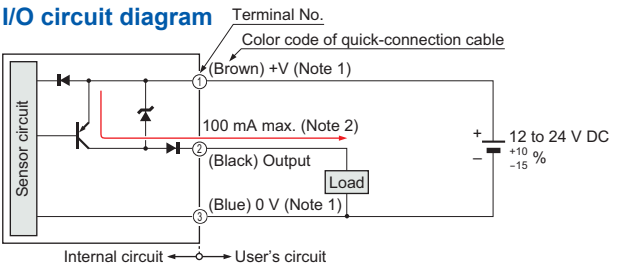 I/O circuit diagram
Terminal No.
Color code of quick-connection cable
Sensor circuit
1
(Brown) +V (Note 1)
100 mA max. (Note 2)
2
(Black) Output
Load
3
(Blue) 0 V (Note 1)
+
−
12 to 24 V DC
+10
−15 %
Internal circuit
User's circuit